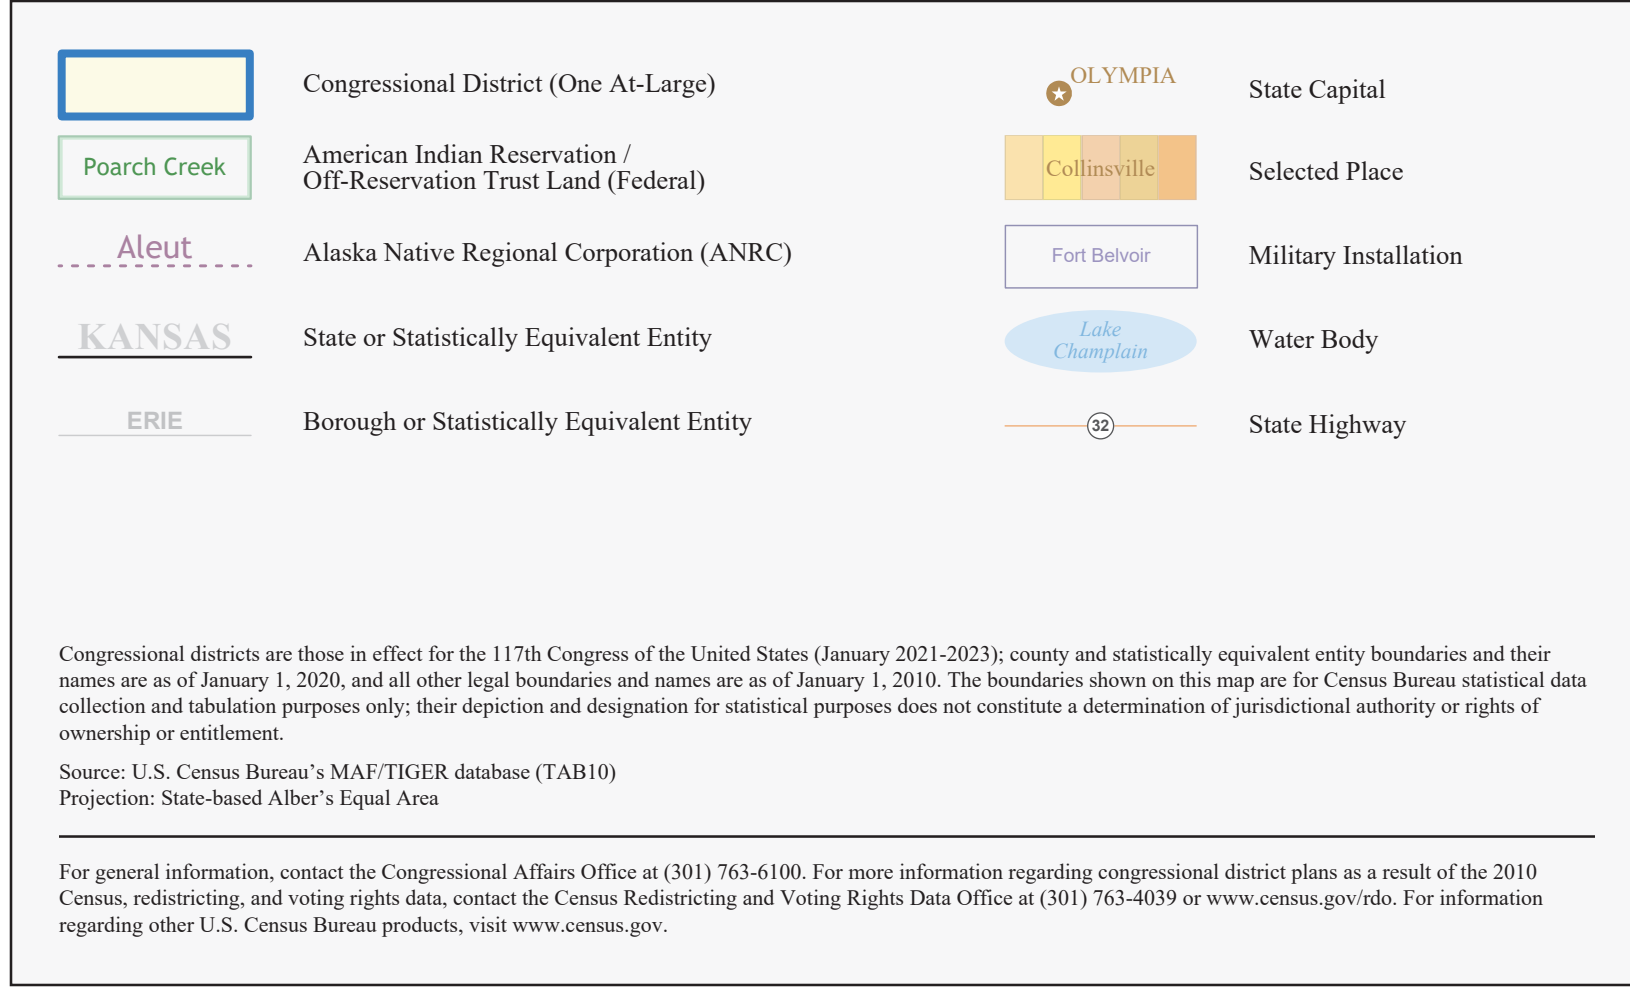 Congressional District (One At-Large)
Poarch Creek
American Indian Reservation /
Off-Reservation Trust Land (Federal)
Aleut
Alaska Native Regional Corporation (ANRC)
KANSAS
State or Statistically Equivalent Entity
ERIE
Borough or Statistically Equivalent Entity
OLYMPIA
State Capital
Collinsville
Selected Place
Fort Belvoir
Military Installation
Lake
Champlain
Water Body
32
State Highway
Congressional districts are those in effect for the 117th Congress of the United States (January 2021-2023); county and statistically equivalent entity boundaries and their
names are as of January 1, 2020, and all other legal boundaries and names are as of January 1, 2010. The boundaries shown on this map are for Census Bureau statistical data
collection and tabulation purposes only; their depiction and designation for statistical purposes does not constitute a determination of jurisdictional authority or rights of
ownership or entitlement.
Source: U.S. Census Bureau’s MAF/TIGER database (TAB10)
Projection: State-based Alber’s Equal Area
For general information, contact the Congressional Affairs Office at (301) 763-6100. For more information regarding congressional district plans as a result of the 2010
Census, redistricting, and voting rights data, contact the Census Redistricting and Voting Rights Data Office at (301) 763-4039 or www.census.gov/rdo. For information
regarding other U.S. Census Bureau products, visit www.census.gov.